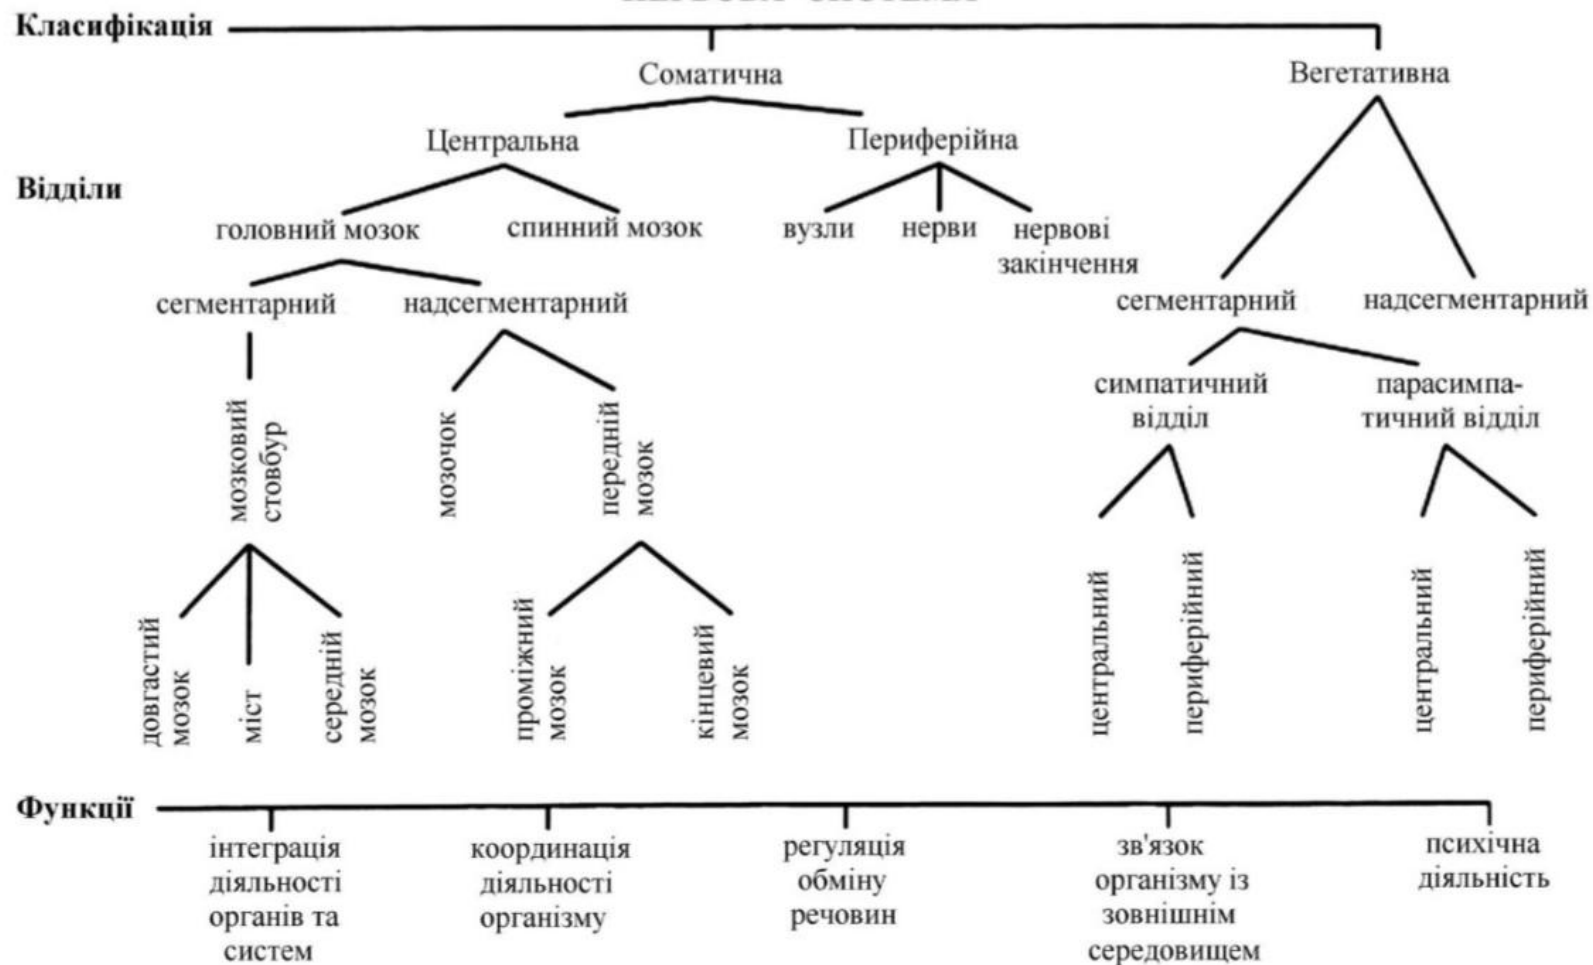 Класифікація
Соматична
Вегетативна
Центральна
Периферійна
Відділи
головний мозок
спинний мозок
вузли
нерви
нервові
закінчення
сегментарний
надсегментарний
сегментарний
надсегментарний
симпатичний
відділ
парасимпа-
тичний відділ
мозковий
стовбур
мозочок
передній
мозок
довгастий
мозок
міст
середній
мозок
проміжний
мозок
кінцевий
мозок
центральний
периферійний
центральний
периферійний
Функції
інтеграція
діяльності
органів та
систем
координація
діяльності
організму
регуляція
обміну
речовин
зв'язок
організму із
зовнішнім
середовищем
психічна
діяльність